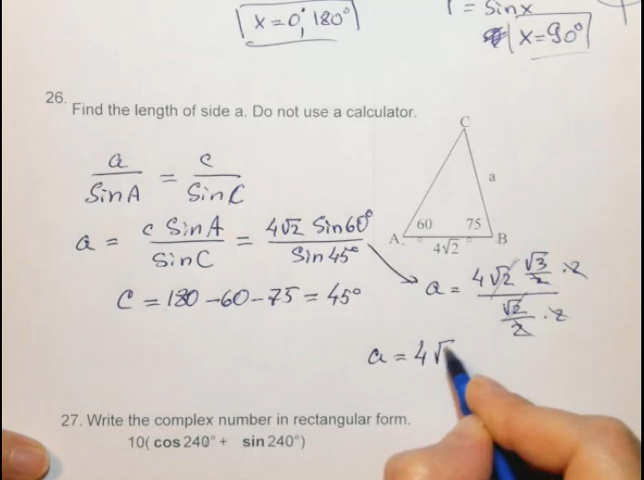 x = 0°, 180°
1 = Sinx
x = 90°
26.
Find the length of side a. Do not use a calculator.
a/SinA = c/SinC
a = c SinA/SinC = 4√2 Sin60°/Sin45°
C = 180 - 60 - 75 = 45°
C
a
60 75
A B
4√2
a = 4√2 √3/2 · 2 / √2/2 · 2
a = 4√
27. Write the complex number in rectangular form.
10( cos 240° + sin 240°)